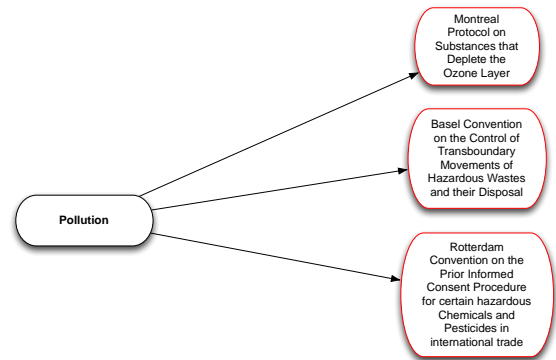 Montreal
Protocol on
Substances that
Deplete the
Ozone Layer
Basel Convention
on the Control of
Transboundary
Movements of
Hazardous Wastes
and their Disposal
Pollution
Rotterdam
Convention on the
Prior Informed
Consent Procedure
for certain hazardous
Chemicals and
Pesticides in
international trade